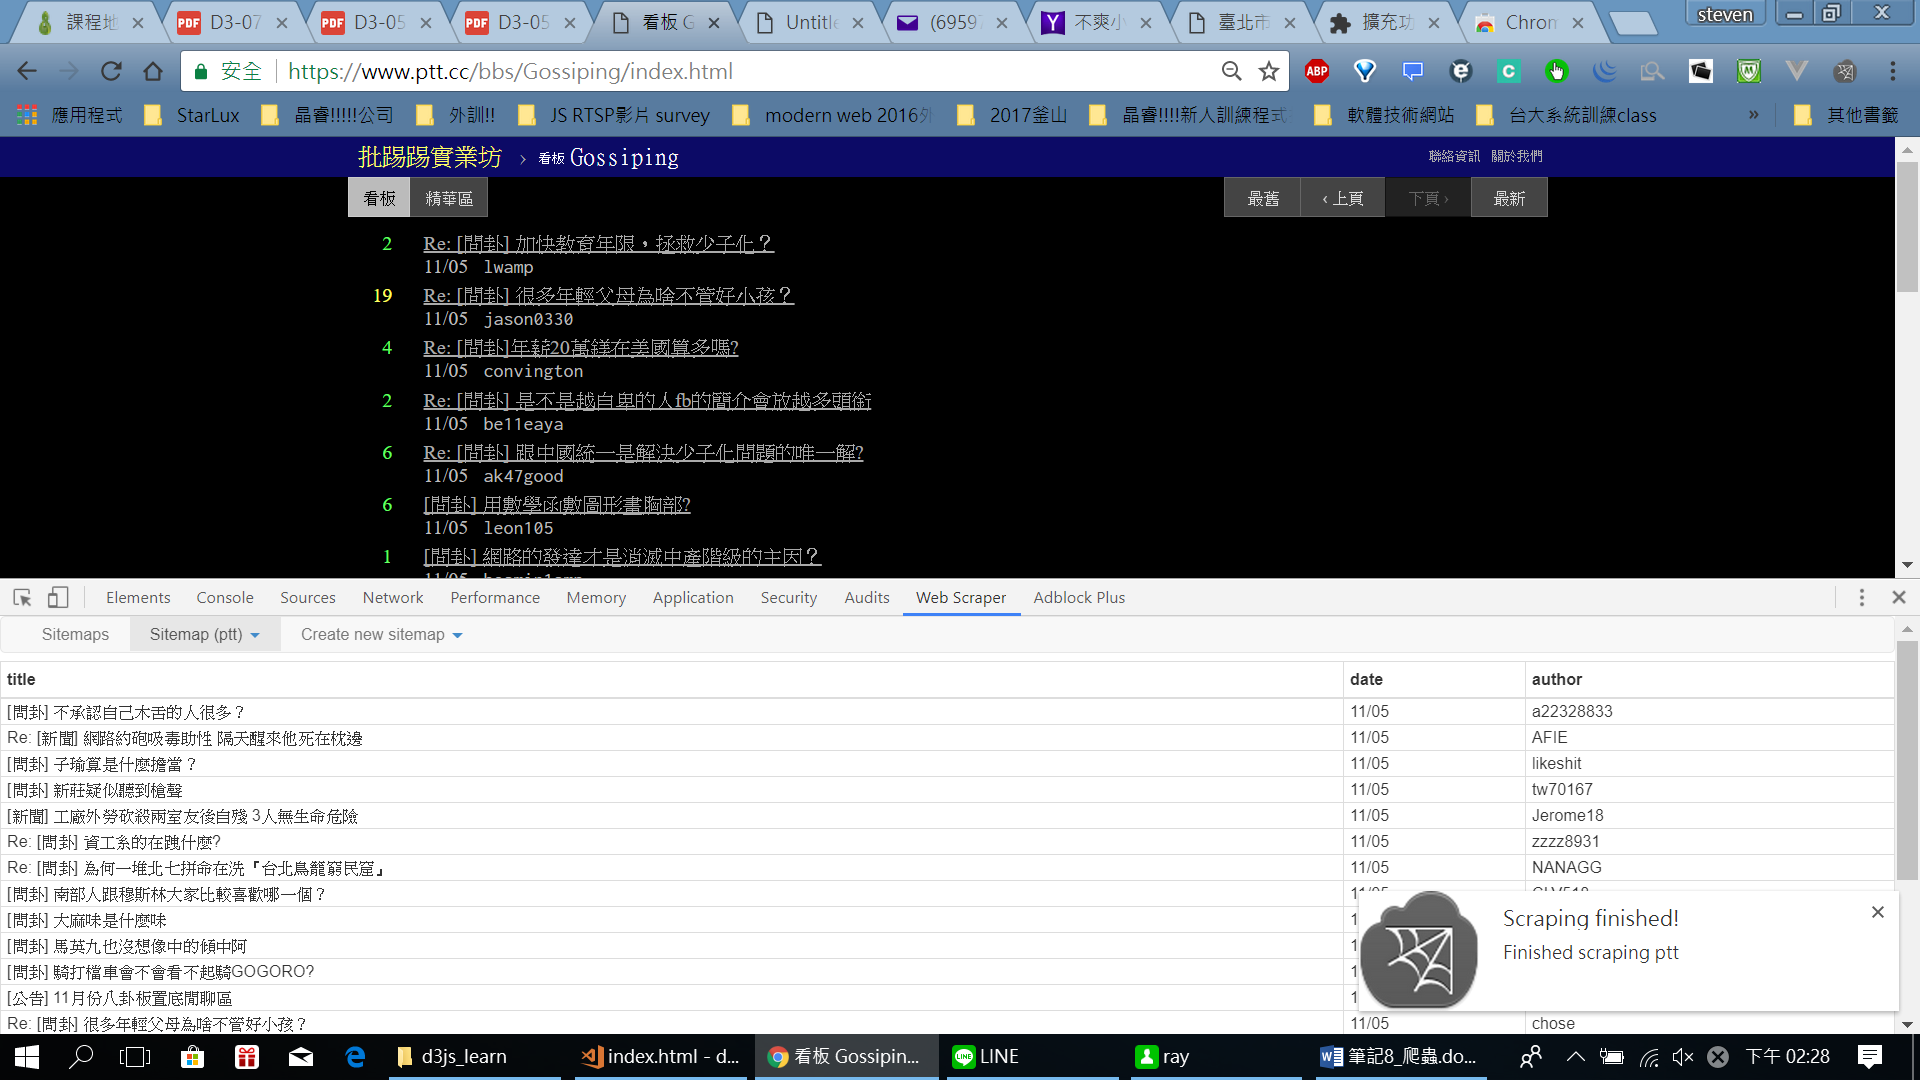 課程地
D3-07
D3-05
D3-05
看板 G
Untitle
(69597
不爽小
臺北市
擴充功
Chrom
steven
安全
https://www.ptt.cc/bbs/Gossiping/index.html
應用程式
StarLux
晶睿!!!!!公司
外訓!!
JS RTSP影片 survey
modern web 2016外
2017釜山
晶睿!!!!新人訓練程式
軟體技術網站
台大系統訓練class
»
其他書籤
批踢踢實業坊 › 看板 Gossiping
聯絡資訊 關於我們
看板 精華區
最舊 ‹ 上頁 下頁 › 最新
2 Re: [問卦] 加快教育年限，拯救少子化？
11/05 lwamp
19 Re: [問卦] 很多年輕父母為啥不管好小孩？
11/05 jason0330
4 Re: [問卦]年薪20萬鎂在美國算多嗎?
11/05 convington
2 Re: [問卦] 是不是越自卑的人fb的簡介會放越多頭銜
11/05 be11eaya
6 Re: [問卦] 跟中國統一是解決少子化問題的唯一解?
11/05 ak47good
6 [問卦] 用數學函數圖形畫胸部?
11/05 leon105
1 [問卦] 網路的發達才是消滅中產階級的主因？
Elements Console Sources Network Performance Memory Application Security Audits Web Scraper Adblock Plus
Sitemaps Sitemap (ptt) Create new sitemap
title date author
[問卦] 不承認自己木舌的人很多？ 11/05 a22328833
Re: [新聞] 網路約砲吸毒助性 隔天醒來他死在枕邊 11/05 AFIE
[問卦] 子瑜算是什麼擔當？ 11/05 likeshit
[問卦] 新莊疑似聽到槍聲 11/05 tw70167
[新聞] 工廠外勞砍殺兩室友後自殘 3人無生命危險 11/05 Jerome18
Re: [問卦] 資工系的在跩什麼? 11/05 zzzz8931
Re: [問卦] 為何一堆北七拼命在洗『台北鳥籠窮民窟』 11/05 NANAGG
[問卦] 南部人跟穆斯林大家比較喜歡哪一個？
[問卦] 大麻味是什麼味
[問卦] 馬英九也沒想像中的傾中阿
[問卦] 騎打檔車會不會看不起騎GOGORO?
[公告] 11月份八卦板置底閒聊區
Re: [問卦] 很多年輕父母為啥不管好小孩？ 11/05 chose
Scraping finished!
Finished scraping ptt
d3js_learn
index.html - d...
看板 Gossipin...
LINE
ray
筆記8_爬蟲.do...
下午 02:28